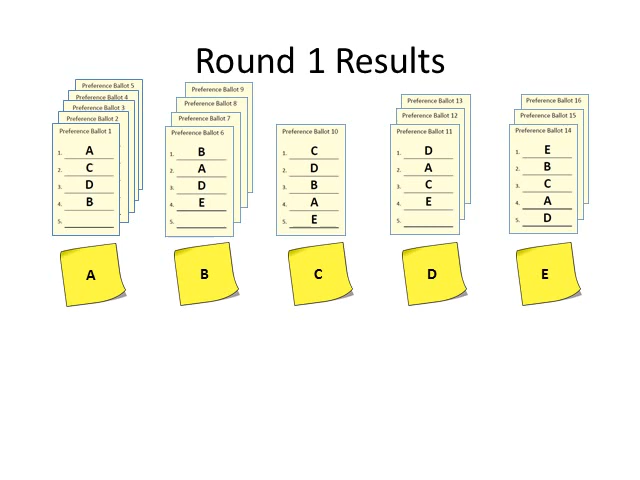 Round 1 Results
Preference Ballot 5
Preference Ballot 4
Preference Ballot 3
Preference Ballot 2
Preference Ballot 1
1. A
2. C
3. D
4. B
5.
A
Preference Ballot 9
Preference Ballot 8
Preference Ballot 7
Preference Ballot 6
1. B
2. A
3. D
4. E
5.
B
Preference Ballot 10
1. C
2. D
3. B
4. A
5. E
C
Preference Ballot 13
Preference Ballot 12
Preference Ballot 11
1. D
2. A
3. C
4. E
5.
D
Preference Ballot 16
Preference Ballot 15
Preference Ballot 14
1. E
2. B
3. C
4. A
5. D
E